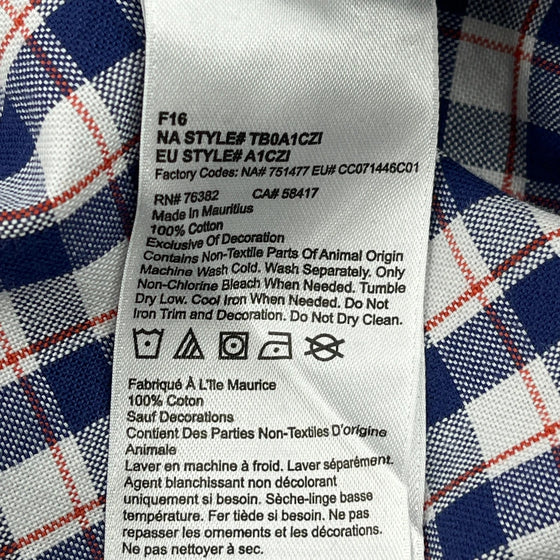 F16
NA STYLE# TB0A1CZI
EU STYLE# A1CZI
Factory Codes: NA# 751477 EU# CC071446C01
RN# 76382 CA# 58417
Made in Mauritius
100% Cotton
Exclusive Of Decoration
Contains Non-Textile Parts Of Animal Origin
Machine Wash Cold. Wash Separately. Only
Non-Chlorine Bleach When Needed. Tumble
Dry Low. Cool Iron When Needed. Do Not
Iron Trim and Decoration. Do Not Dry Clean.
Fabriqué À L'île Maurice
100% Coton
Sauf Decorations
Contient Des Parties Non-Textiles D'origine
Animale
Laver en machine à froid. Laver séparément.
Agent blanchissant non décolorant
uniquement si besoin. Sèche-linge basse
température. Fer tiède si besoin. Ne pas
repasser les ornements et les décorations.
Ne pas nettoyer à sec.